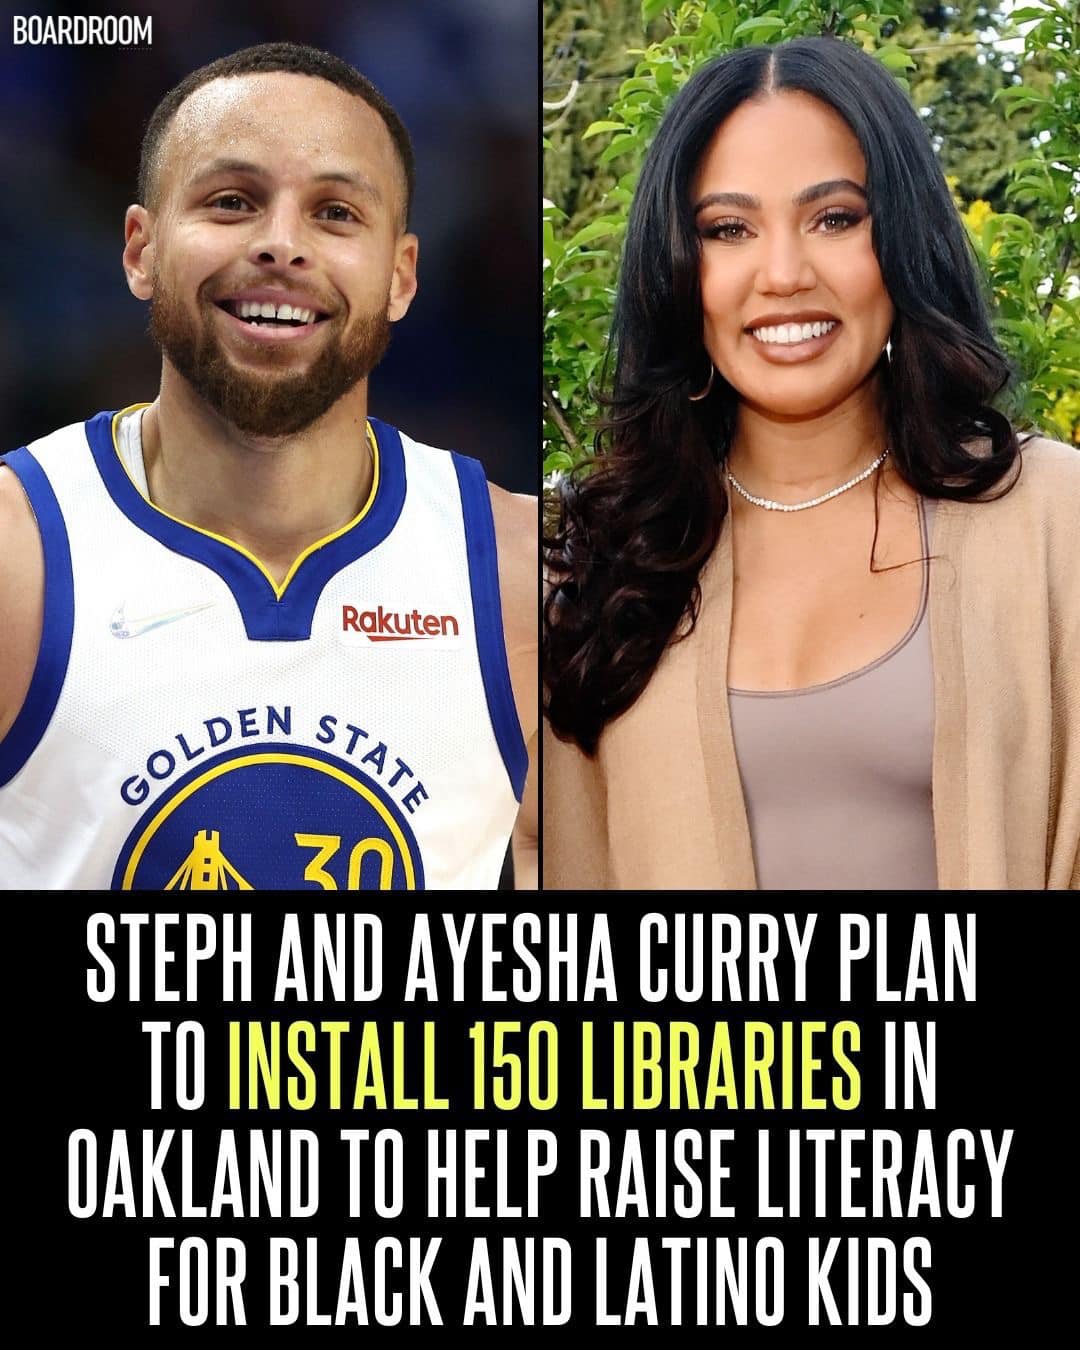 BOARDROOM
Rakuten
GOLDEN STATE
30
STEPH AND AYESHA CURRY PLAN
TO INSTALL 150 LIBRARIES IN
OAKLAND TO HELP RAISE LITERACY
FOR BLACK AND LATINO KIDS